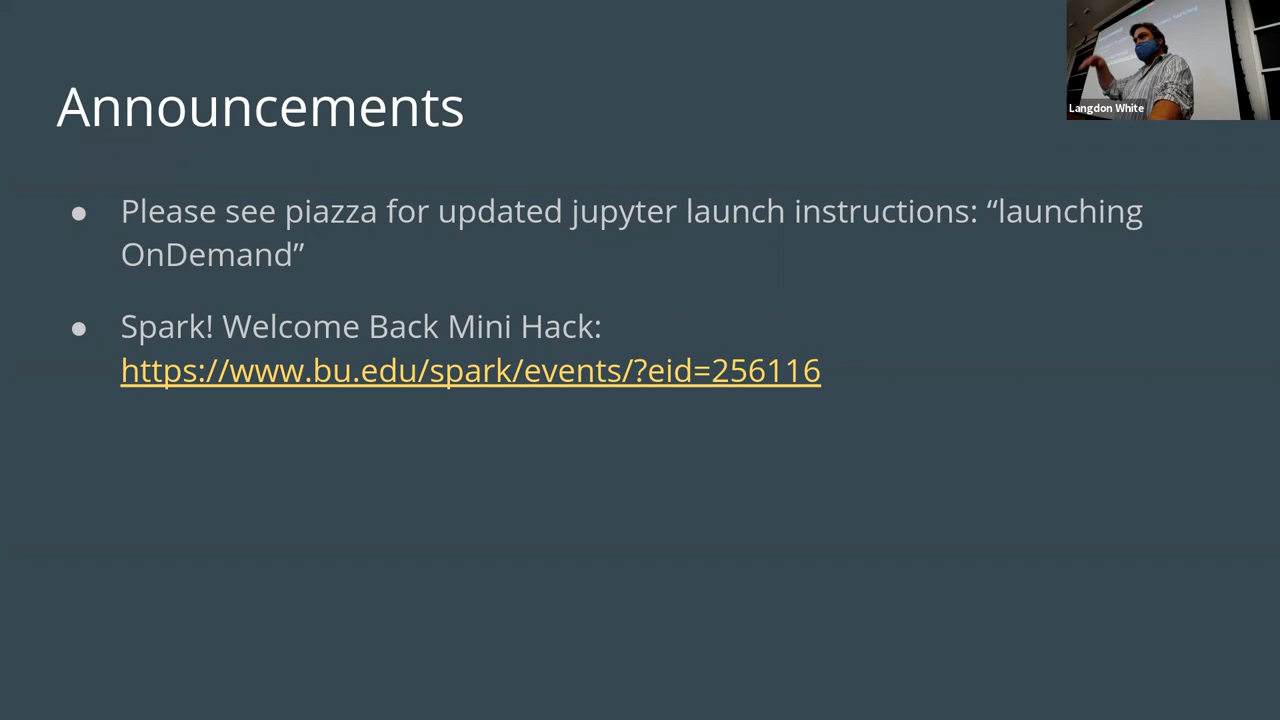 Announcements
Langdon White
● Please see piazza for updated jupyter launch instructions: “launching
OnDemand”
● Spark! Welcome Back Mini Hack:
https://www.bu.edu/spark/events/?eid=256116